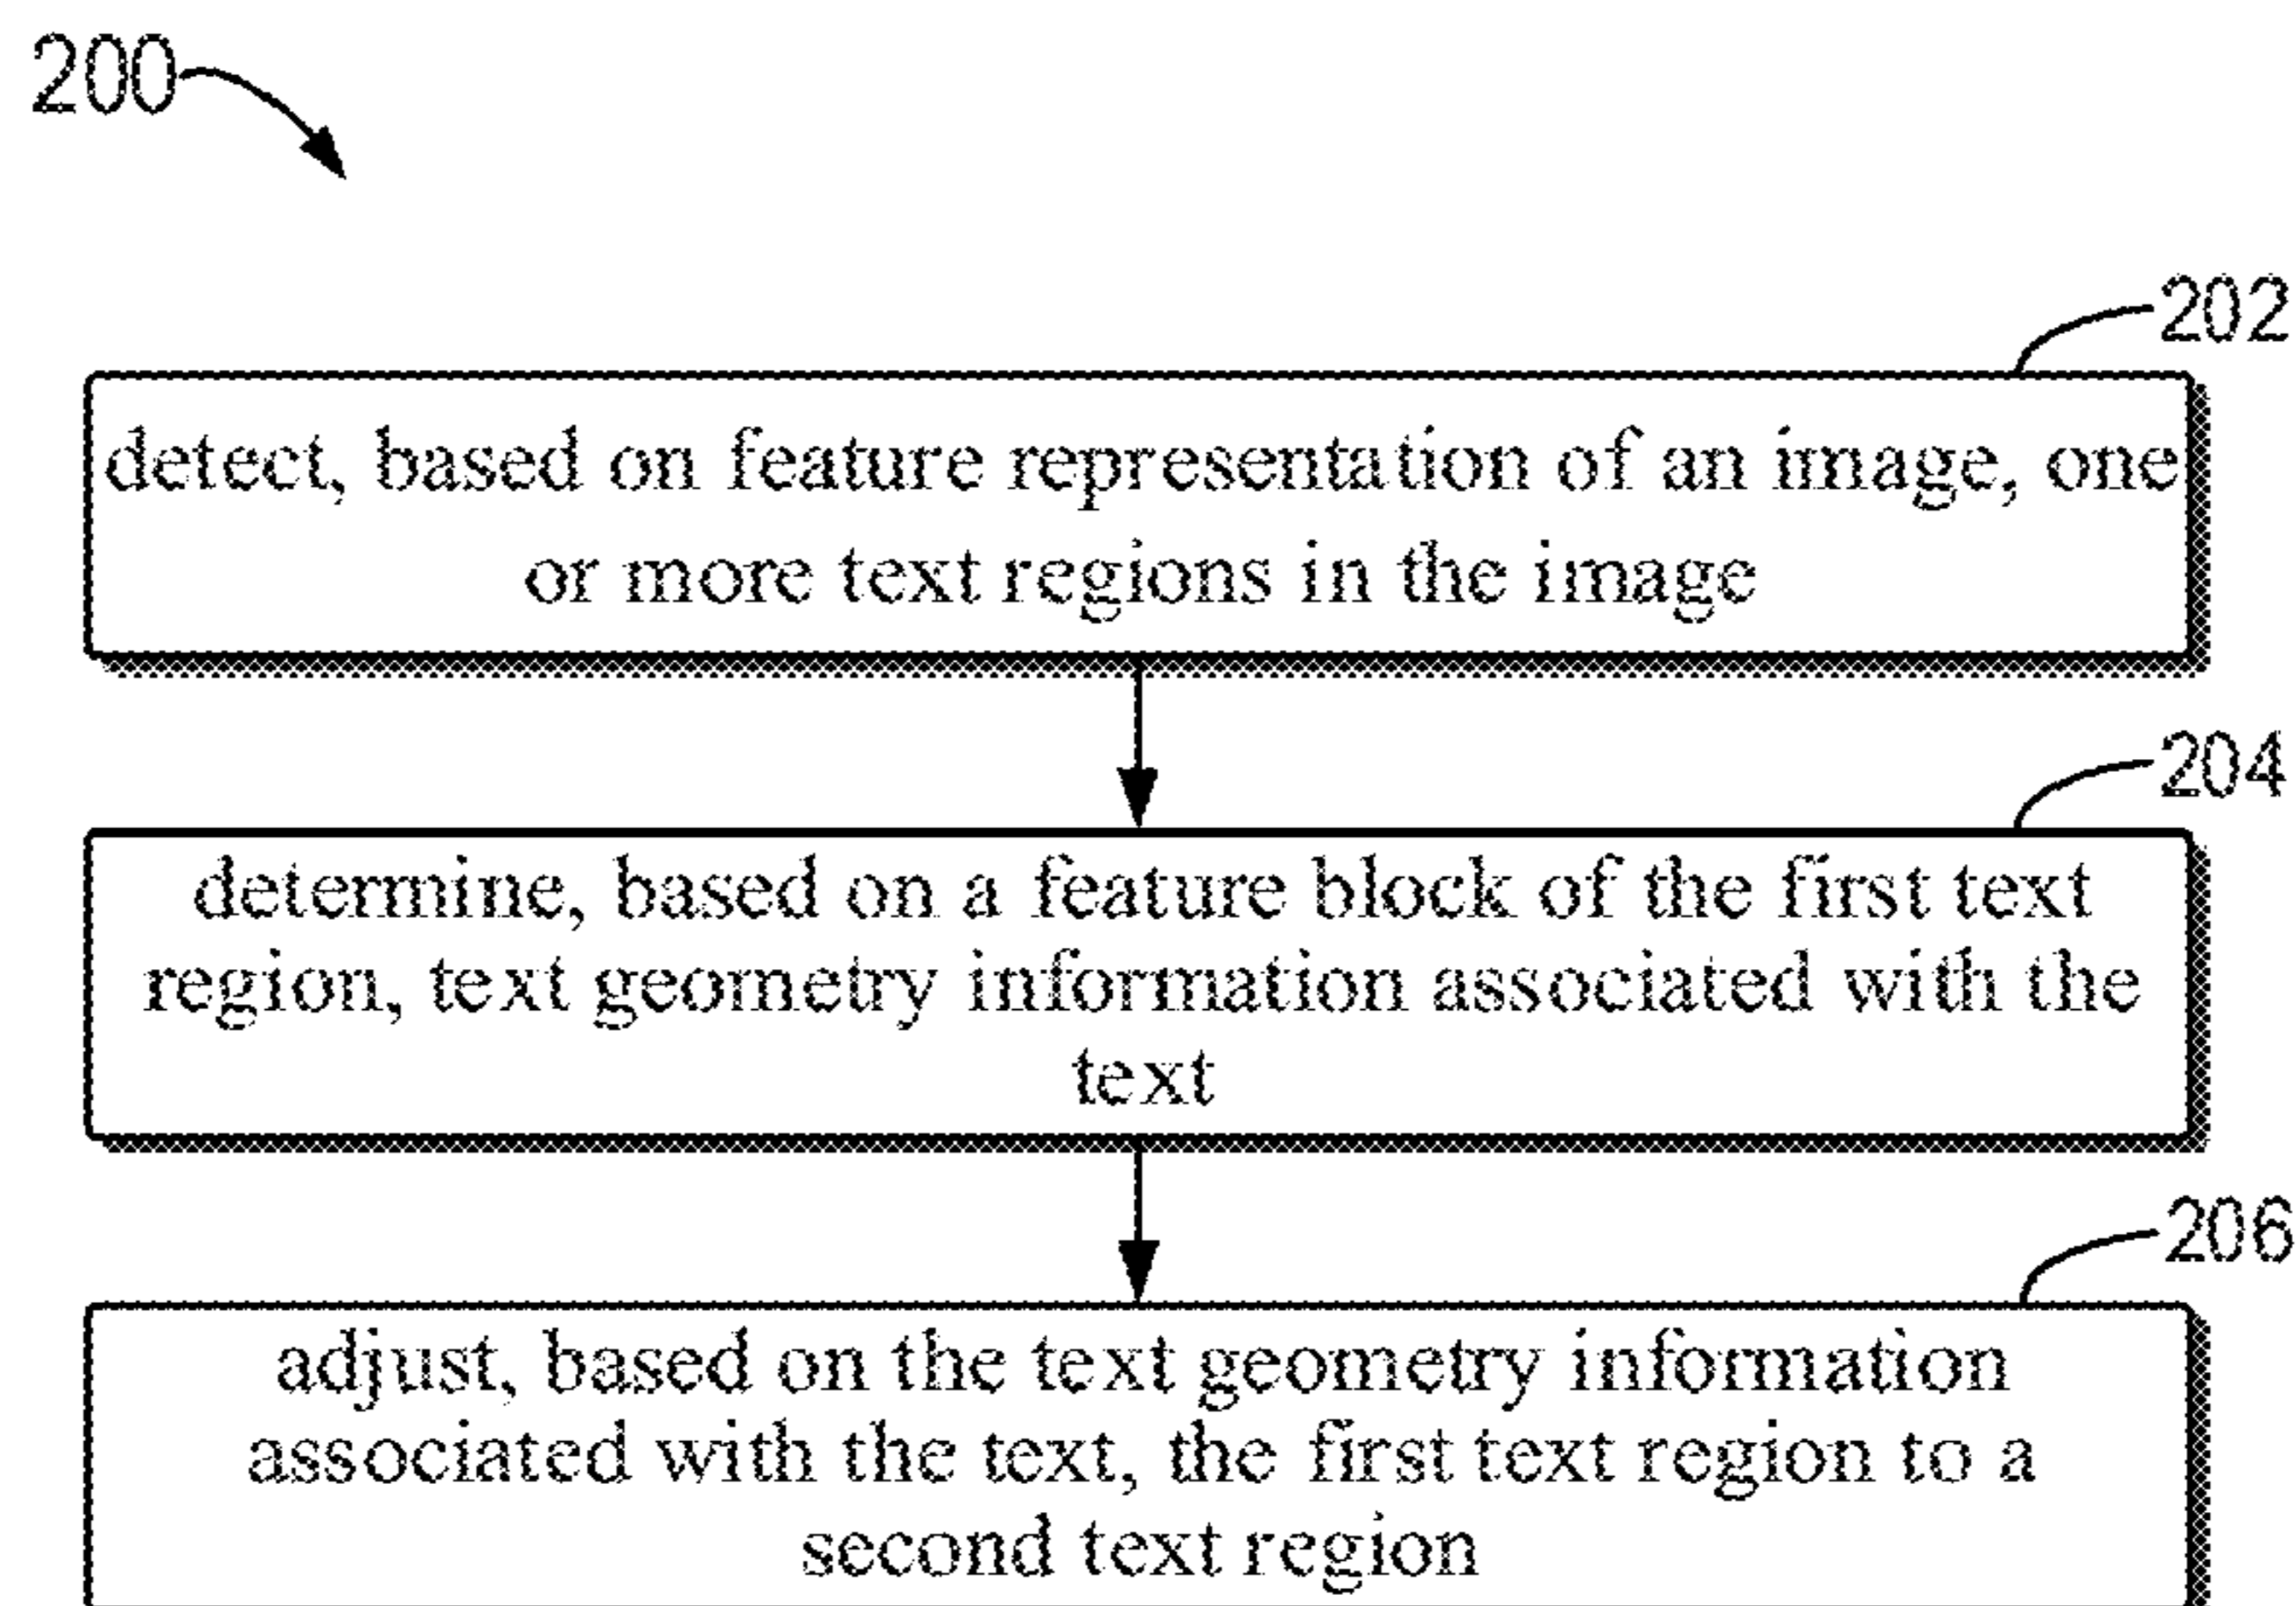 200
202
detect, based on feature representation of an image, one
or more text regions in the image
204
determine, based on a feature block of the first text
region, text geometry information associated with the
text
206
adjust, based on the text geometry information
associated with the text, the first text region to a
second text region